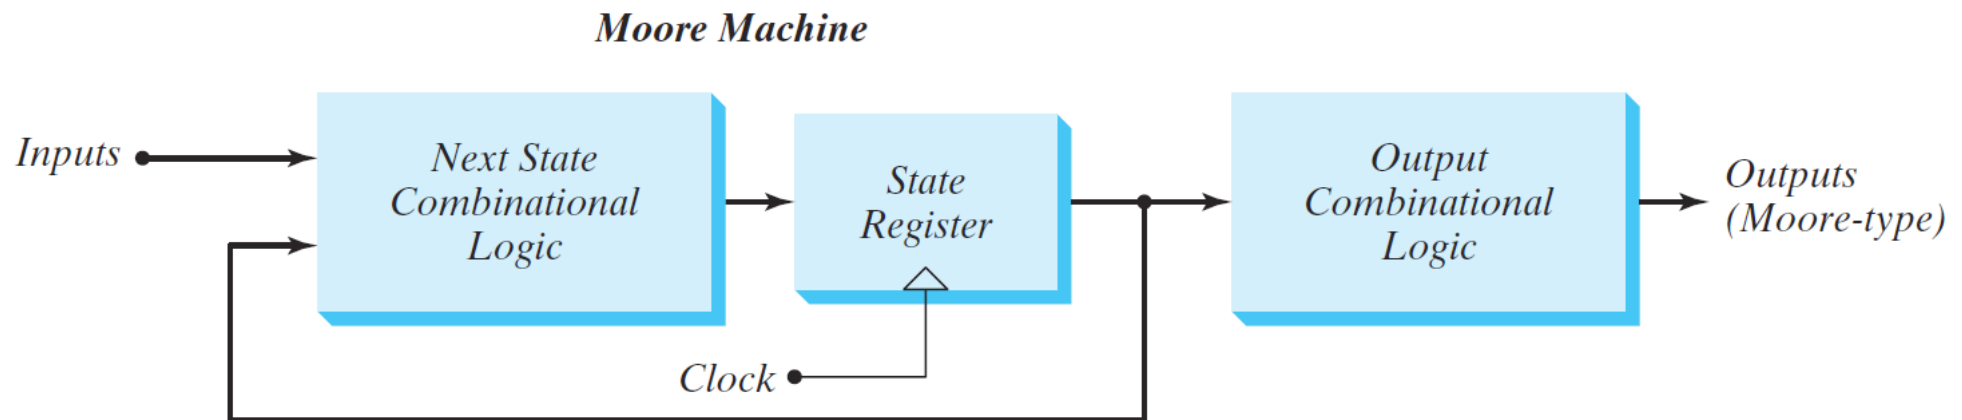 Moore Machine
Inputs
Next State
Combinational
Logic
State
Register
Output
Combinational
Logic
Outputs
(Moore-type)
Clock